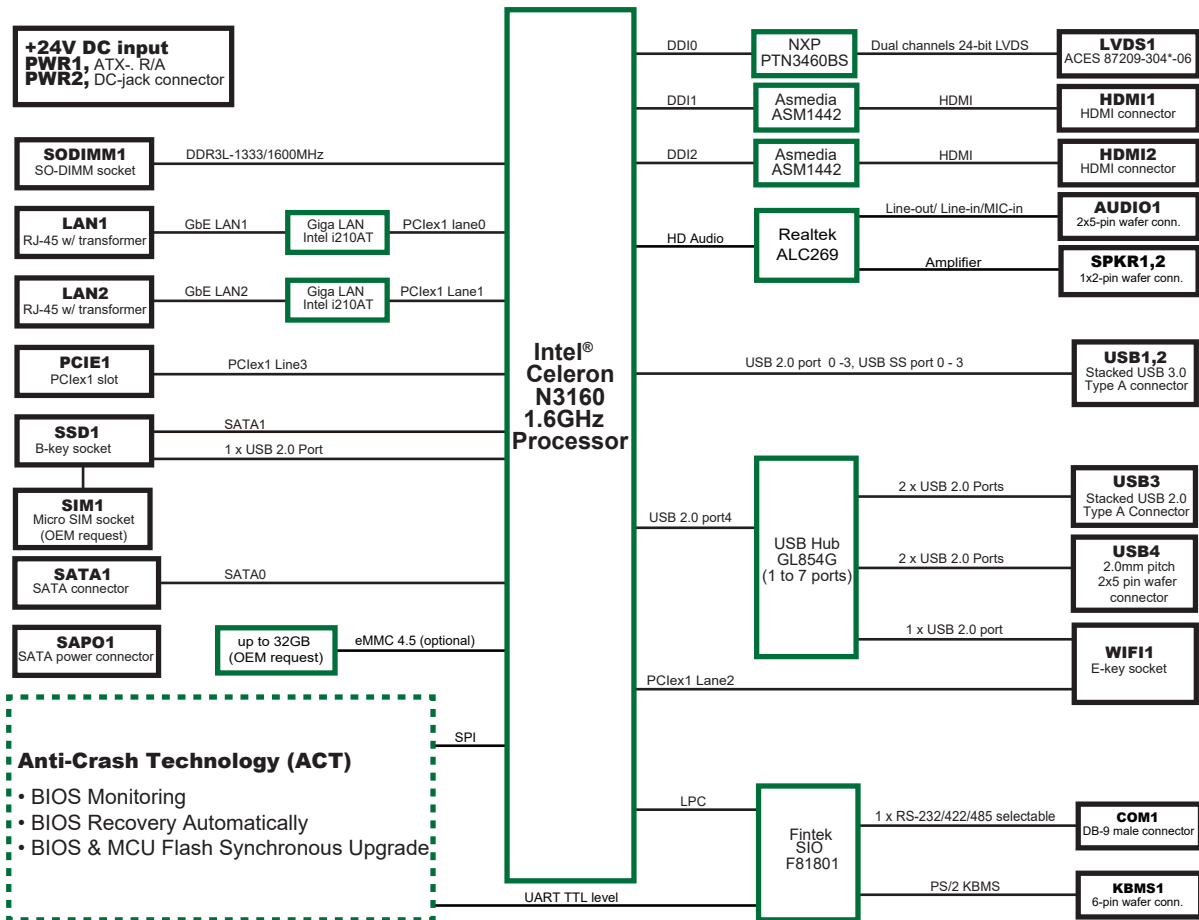 +24V DC input
PWR1, ATX-. R/A
PWR2, DC-jack connector
SODIMM1
SO-DIMM socket
DDR3L-1333/1600MHz
LAN1
RJ-45 w/ transformer
GbE LAN1
Giga LAN
Intel i210AT
PCIex1 lane0
LAN2
RJ-45 w/ transformer
GbE LAN2
Giga LAN
Intel i210AT
PCIex1 Lane1
PCIE1
PCIex1 slot
PCIex1 Line3
SSD1
B-key socket
SATA1
1 x USB 2.0 Port
SIM1
Micro SIM socket
(OEM request)
SATA1
SATA connector
SATA0
SAPO1
SATA power connector
up to 32GB
(OEM request)
eMMC 4.5 (optional)
Anti-Crash Technology (ACT)
• BIOS Monitoring
• BIOS Recovery Automatically
• BIOS & MCU Flash Synchronous Upgrade
SPI
UART TTL level
Intel®
Celeron
N3160
1.6GHz
Processor
DDI0
NXP
PTN3460BS
Dual channels 24-bit LVDS
LVDS1
ACES 87209-304*-06
DDI1
Asmedia
ASM1442
HDMI
HDMI1
HDMI connector
DDI2
Asmedia
ASM1442
HDMI
HDMI2
HDMI connector
HD Audio
Realtek
ALC269
Line-out/ Line-in/MIC-in
AUDIO1
2x5-pin wafer conn.
Amplifier
SPKR1,2
1x2-pin wafer conn.
USB 2.0 port 0 -3, USB SS port 0 - 3
USB1,2
Stacked USB 3.0
Type A connector
USB 2.0 port4
USB Hub
GL854G
(1 to 7 ports)
2 x USB 2.0 Ports
USB3
Stacked USB 2.0
Type A Connector
2 x USB 2.0 Ports
USB4
2.0mm pitch
2x5 pin wafer
connector
1 x USB 2.0 port
WIFI1
E-key socket
PCIex1 Lane2
LPC
Fintek
SIO
F81801
1 x RS-232/422/485 selectable
COM1
DB-9 male connector
PS/2 KBMS
KBMS1
6-pin wafer conn.